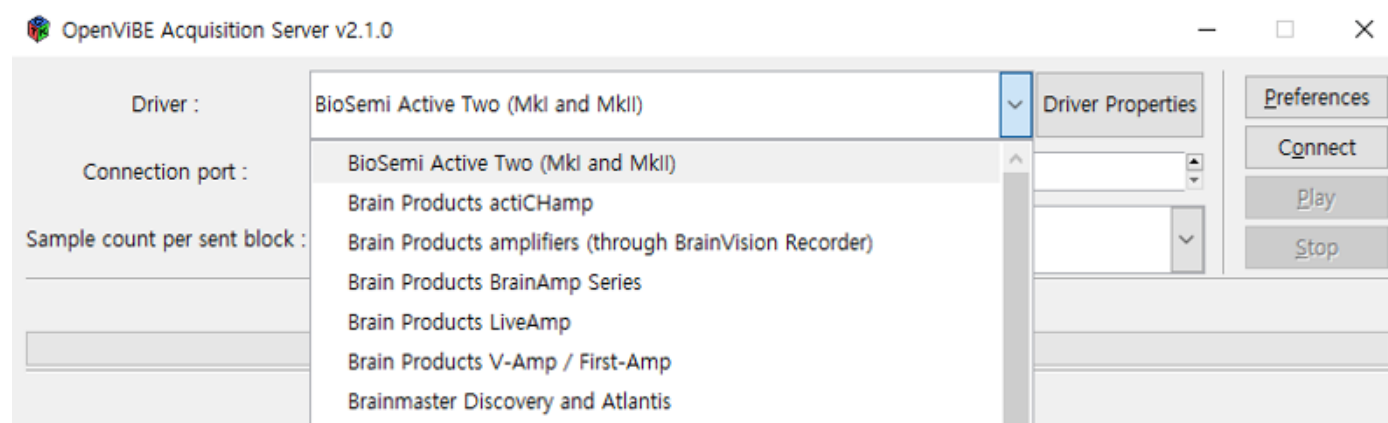 OpenViBE Acquisition Server v2.1.0
Driver :
BioSemi Active Two (MkI and MkII)
Driver Properties
Preferences
Connection port :
Connect
Sample count per sent block :
Play
Stop
BioSemi Active Two (MkI and MkII)
Brain Products actiCHamp
Brain Products amplifiers (through BrainVision Recorder)
Brain Products BrainAmp Series
Brain Products LiveAmp
Brain Products V-Amp / First-Amp
Brainmaster Discovery and Atlantis